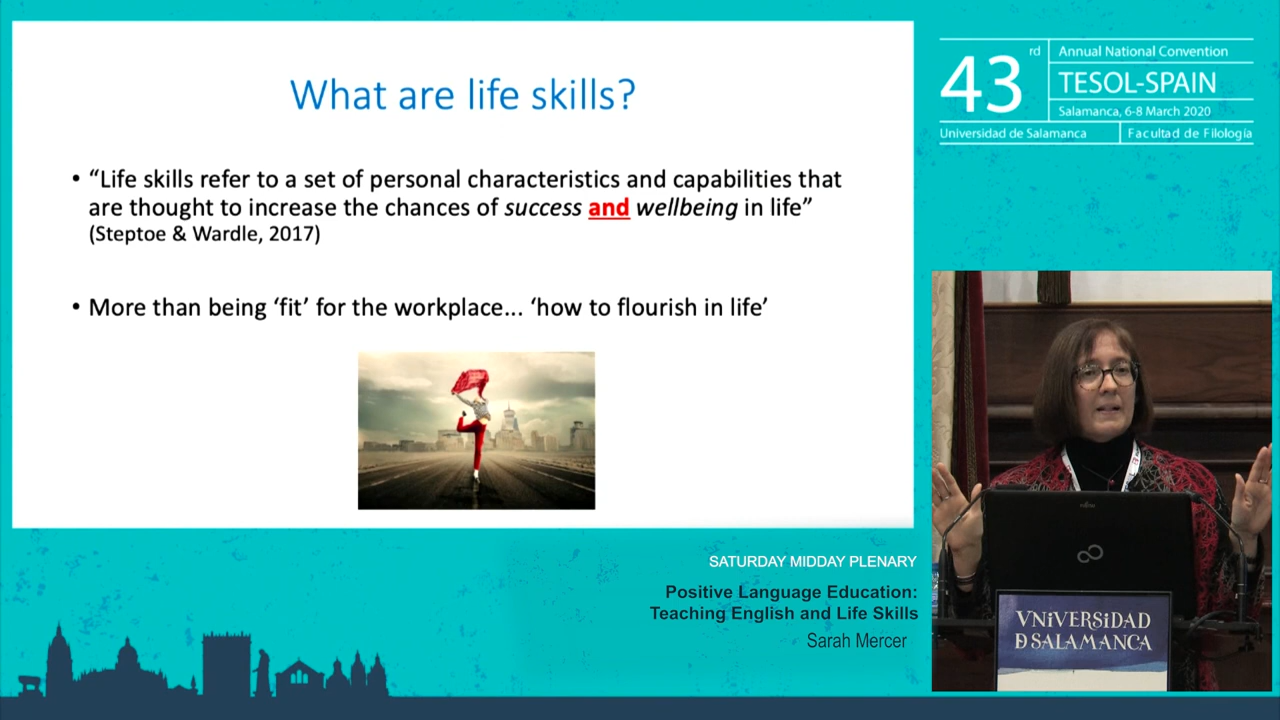 What are life skills?
• “Life skills refer to a set of personal characteristics and capabilities that
are thought to increase the chances of success and wellbeing in life”
(Steptoe & Wardle, 2017)
• More than being ‘fit’ for the workplace... ‘how to flourish in life’
43rd
Annual National Convention
TESOL-SPAIN
Salamanca, 6-8 March 2020
Universidad de Salamanca
Facultad de Filología
SATURDAY MIDDAY PLENARY
Positive Language Education:
Teaching English and Life Skills
Sarah Mercer
VNiVERSiDAD
Ð SALAMANCA